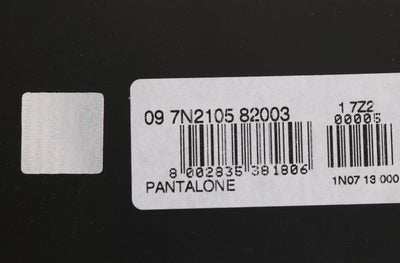 09 7N2105 82003
8 002835 381806
PANTALONE
1 7Z2
00005
1N07 13 000